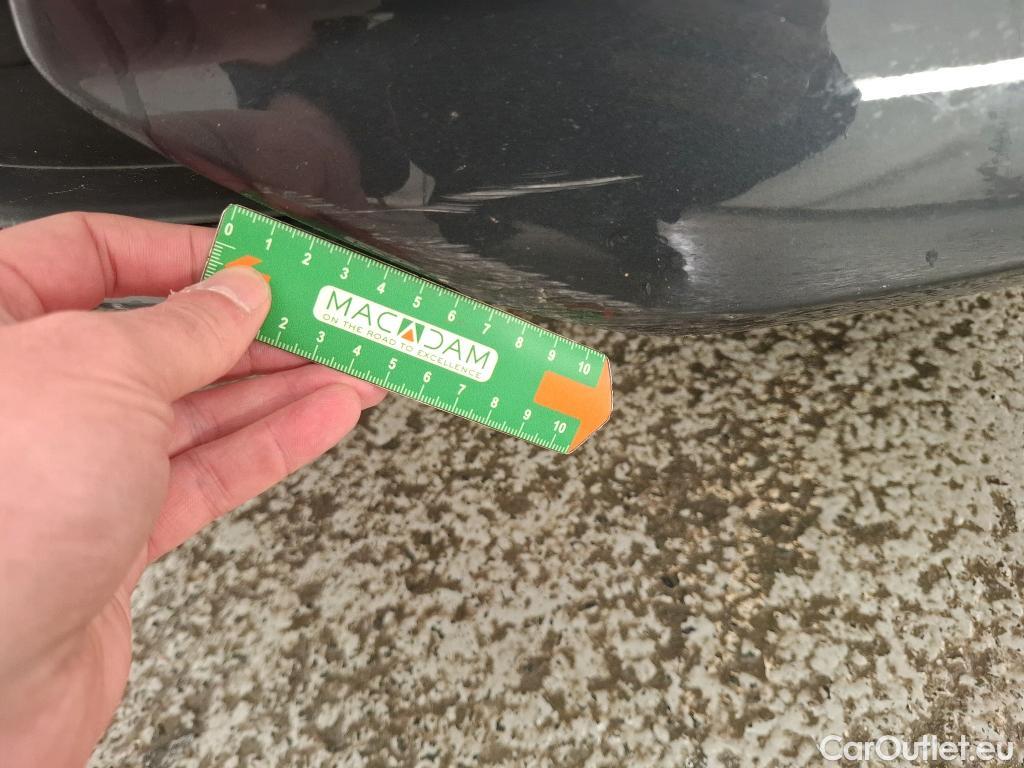 0 1 2 3 4 5 6 7 8 9 10
MACADAM
ON THE ROAD TO EXCELLENCE
2 3 4 5 6 7 8 9 10
CarOutlet.eu